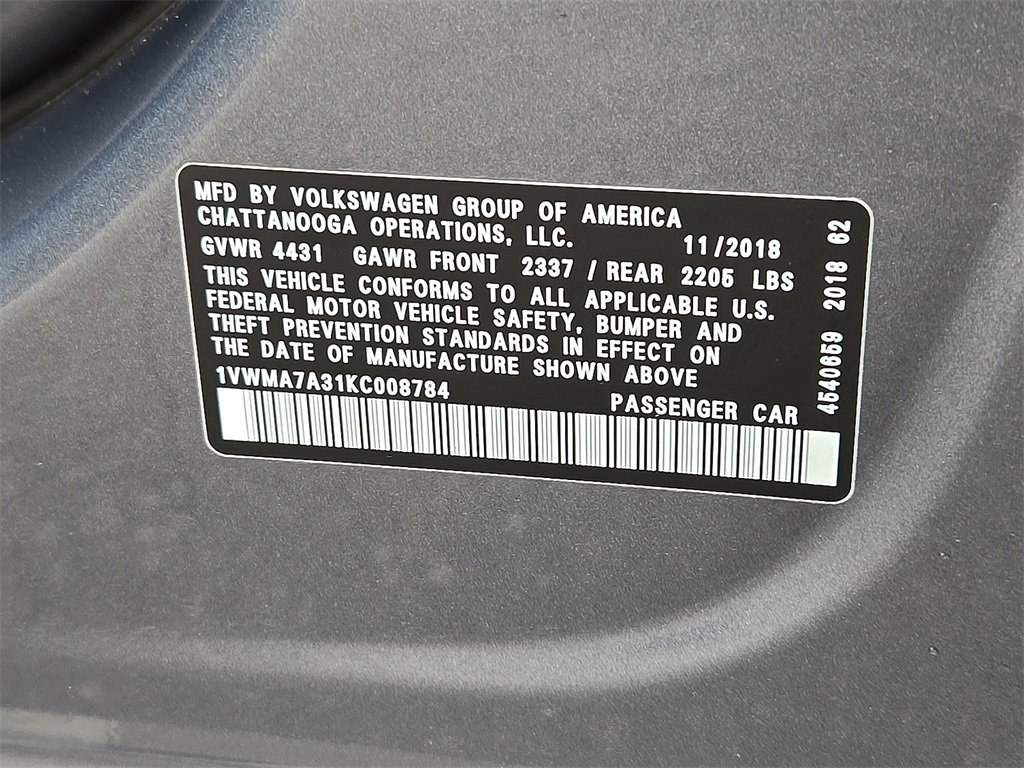 MFD BY VOLKSWAGEN GROUP OF AMERICA
CHATTANOOGA OPERATIONS, LLC. 11/2018
GVWR 4431 GAWR FRONT 2337 / REAR 2205 LBS
THIS VEHICLE CONFORMS TO ALL APPLICABLE U.S.
FEDERAL MOTOR VEHICLE SAFETY, BUMPER AND
THEFT PREVENTION STANDARDS IN EFFECT ON
THE DATE OF MANUFACTURE SHOWN ABOVE
1VWMA7A31KC008784
PASSENGER CAR
4540659 2018 62